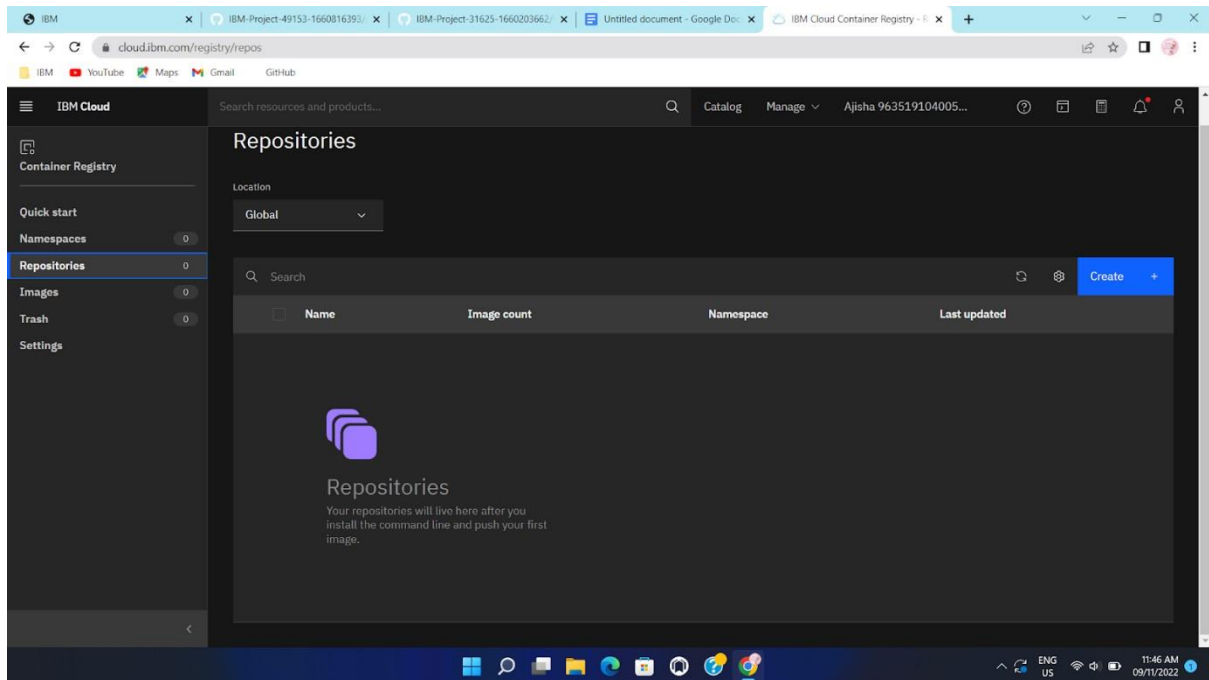 IBM
IBM-Project-49153-1660816393/
IBM-Project-31625-1660203662/
Untitled document - Google Doc
IBM Cloud Container Registry - R
cloud.ibm.com/registry/repos
IBM YouTube Maps Gmail GitHub
IBM Cloud Search resources and products... Catalog Manage Ajisha 963519104005...
Container Registry
Quick start
Namespaces 0
Repositories 0
Images 0
Trash 0
Settings
Repositories
Location
Global
Search Create +
Name Image count Namespace Last updated
Repositories
Your repositories will live here after you
install the command line and push your first
image.
ENG
US
11:46 AM
09/11/2022
1